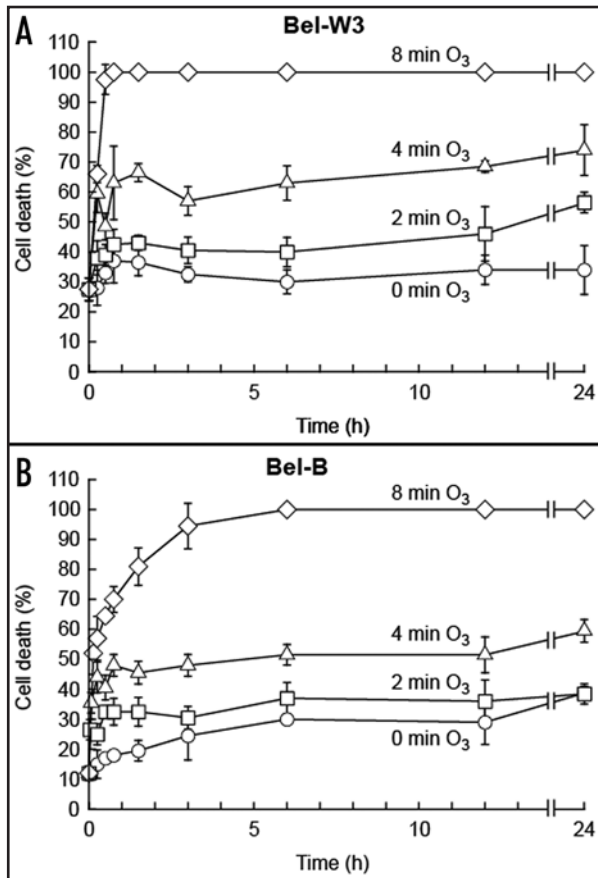 A
Bel-W3
110
100
90
80
70
60
50
40
30
20
10
0
Cell death (%)
8 min O₃
4 min O₃
2 min O₃
0 min O₃
0 5 10 24
Time (h)
B
Bel-B
110
100
90
80
70
60
50
40
30
20
10
0
Cell death (%)
8 min O₃
4 min O₃
2 min O₃
0 min O₃
0 5 10 24
Time (h)